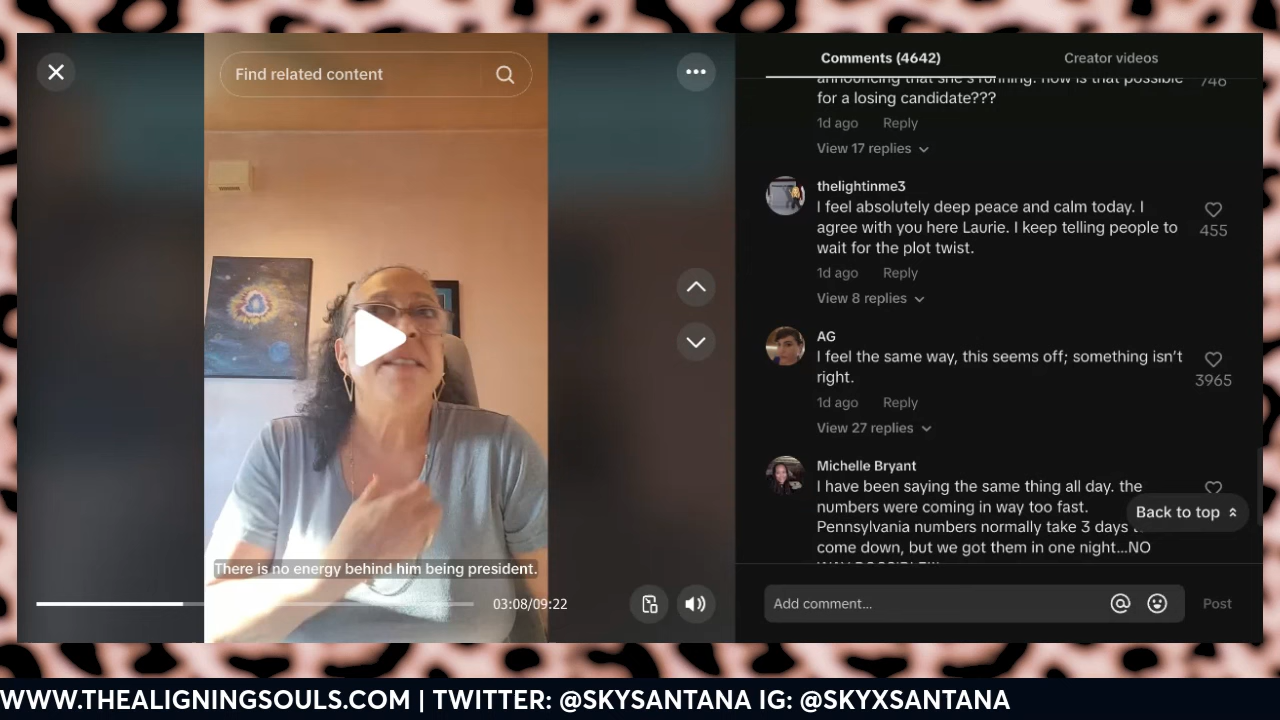 Find related content
There is no energy behind him being president.
03:08/09:22
Comments (4642)
Creator videos
announcing that she's running. how is that possible
for a losing candidate???
746
1d ago Reply
View 17 replies
thelightinme3
I feel absolutely deep peace and calm today. I
agree with you here Laurie. I keep telling people to
wait for the plot twist.
455
1d ago Reply
View 8 replies
AG
I feel the same way, this seems off; something isn't
right.
3965
1d ago Reply
View 27 replies
Michelle Bryant
I have been saying the same thing all day. the
numbers were coming in way too fast.
Pennsylvania numbers normally take 3 days
come down, but we got them in one night...NO
Back to top
Add comment...
Post
WWW.THEALIGNINGSOULS.COM | TWITTER: @SKYSANTANA IG: @SKYXSANTANA